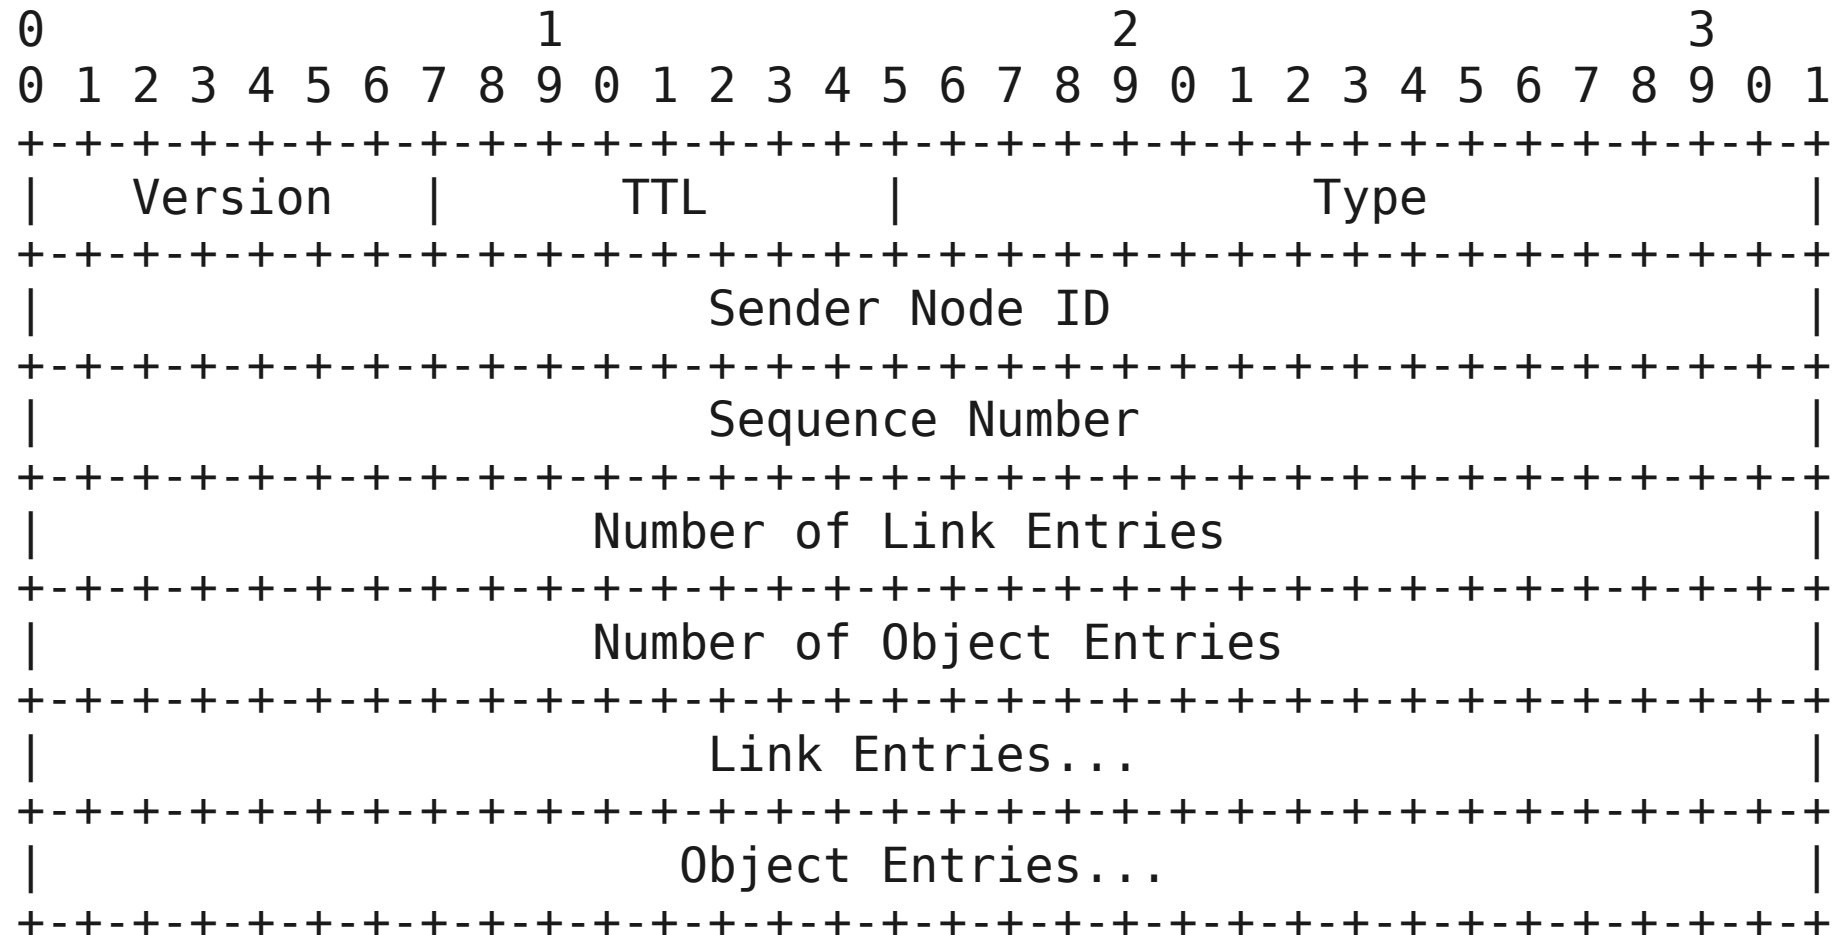 0                  1                   2                   3
0 1 2 3 4 5 6 7 8 9 0 1 2 3 4 5 6 7 8 9 0 1 2 3 4 5 6 7 8 9 0 1
+-+-+-+-+-+-+-+-+-+-+-+-+-+-+-+-+-+-+-+-+-+-+-+-+-+-+-+-+-+-+-+
|   Version   |      TTL      |              Type             |
+-+-+-+-+-+-+-+-+-+-+-+-+-+-+-+-+-+-+-+-+-+-+-+-+-+-+-+-+-+-+-+
|                       Sender Node ID                        |
+-+-+-+-+-+-+-+-+-+-+-+-+-+-+-+-+-+-+-+-+-+-+-+-+-+-+-+-+-+-+-+
|                       Sequence Number                       |
+-+-+-+-+-+-+-+-+-+-+-+-+-+-+-+-+-+-+-+-+-+-+-+-+-+-+-+-+-+-+-+
|                   Number of Link Entries                    |
+-+-+-+-+-+-+-+-+-+-+-+-+-+-+-+-+-+-+-+-+-+-+-+-+-+-+-+-+-+-+-+
|                   Number of Object Entries                  |
+-+-+-+-+-+-+-+-+-+-+-+-+-+-+-+-+-+-+-+-+-+-+-+-+-+-+-+-+-+-+-+
|                       Link Entries...                       |
+-+-+-+-+-+-+-+-+-+-+-+-+-+-+-+-+-+-+-+-+-+-+-+-+-+-+-+-+-+-+-+
|                      Object Entries...                      |
+-+-+-+-+-+-+-+-+-+-+-+-+-+-+-+-+-+-+-+-+-+-+-+-+-+-+-+-+-+-+-+